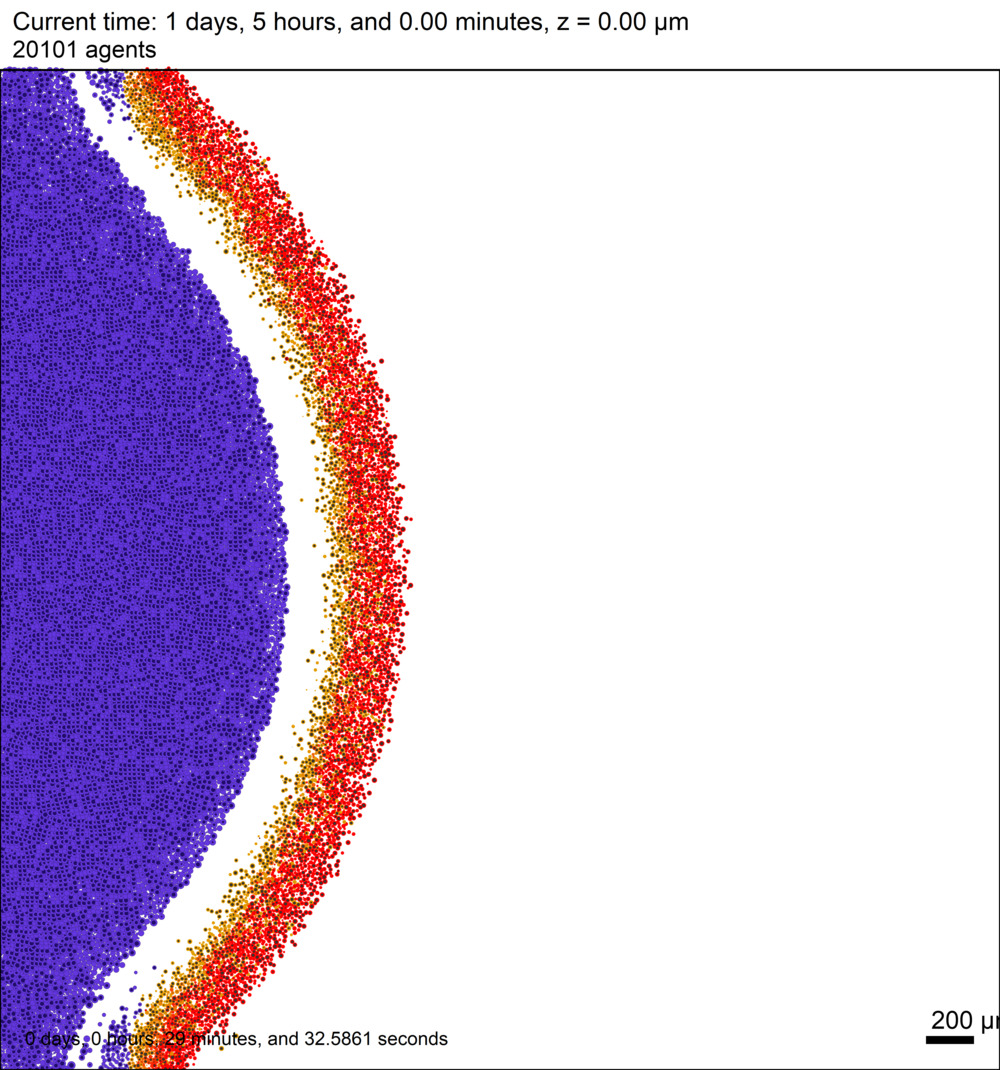 Current time: 1 days, 5 hours, and 0.00 minutes, z = 0.00 μm
20101 agents
200 μ
0 days, 0 hours, 29 minutes, and 32.5861 seconds